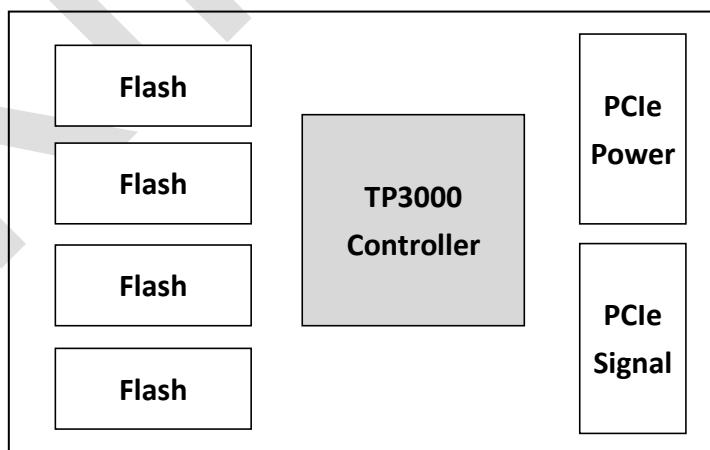 Flash
Flash
Flash
Flash
TP3000
Controller
PCIe
Power
PCIe
Signal